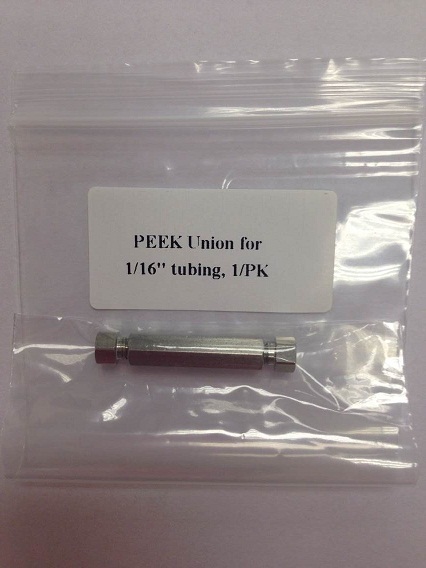 PEEK Union for
1/16" tubing, 1/PK